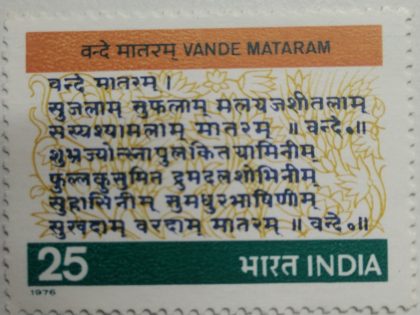 वन्दे मातरम् VANDE MATARAM
वन्दे मातरम् ।
सुजलाम् सुफलाम् मलयजशीतलाम्
सस्यश्यामलाम् मातरम् ॥ वन्दे॰॥
शुभ्रज्योत्स्नापुलकितयामिनीम्
फुल्लकुसुमित द्रुमदलशोभिनीम्
सुहासिनीम् सुमधुरभाषिणीम्
सुखदाम् वरदाम् मातरम् ॥ वन्दे॰॥
25 भारत INDIA
1976